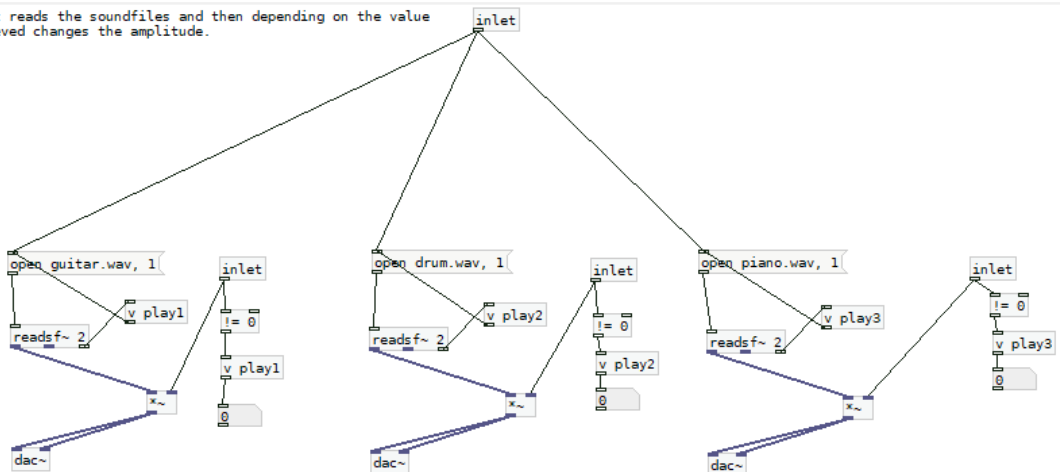 reads the soundfiles and then depending on the value
ved changes the amplitude.
inlet
open guitar.wav, 1
inlet
open drum.wav, 1
inlet
open piano.wav, 1
inlet
v play1
!= 0
readsf~ 2
v play1
0
*~
dac~
v play2
!= 0
readsf~ 2
v play2
0
*~
dac~
v play3
!= 0
readsf~ 2
v play3
0
*~
dac~